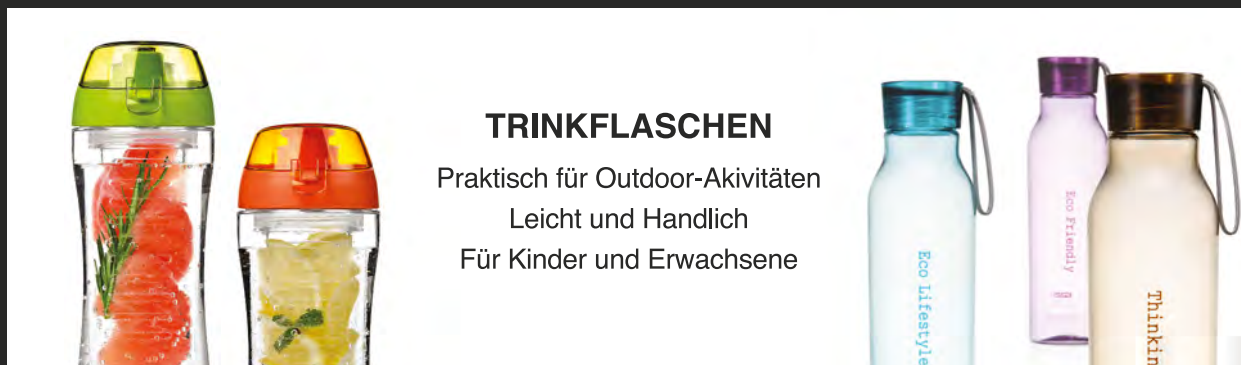 TRINKFLASCHEN
Praktisch für Outdoor-Akivitäten
Leicht und Handlich
Für Kinder und Erwachsene
Eco Lifestyle
Eco Friendly